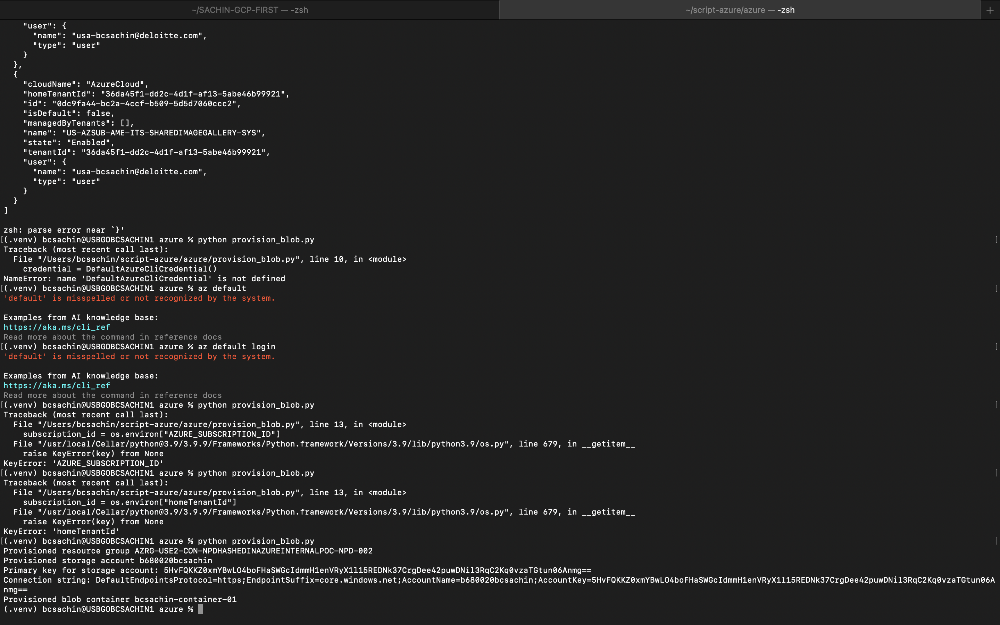 ~/SACHIN-GCP-FIRST — -zsh
~/script-azure/azure — -zsh
+
    "user": {
      "name": "usa-bcsachin@deloitte.com",
      "type": "user"
    }
  },
  {
    "cloudName": "AzureCloud",
    "homeTenantId": "36da45f1-dd2c-4d1f-af13-5abe46b99921",
    "id": "0dc9fa44-bc2a-4ccf-b509-5d5d7060ccc2",
    "isDefault": false,
    "managedByTenants": [],
    "name": "US-AZSUB-AME-ITS-SHAREDIMAGEGALLERY-SYS",
    "state": "Enabled",
    "tenantId": "36da45f1-dd2c-4d1f-af13-5abe46b99921",
    "user": {
      "name": "usa-bcsachin@deloitte.com",
      "type": "user"
    }
  }
]
zsh: parse error near `}'
[(.venv) bcsachin@USBGOBCSACHIN1 azure % python provision_blob.py ]
Traceback (most recent call last):
  File "/Users/bcsachin/script-azure/azure/provision_blob.py", line 10, in <module>
    credential = DefaultAzureCliCredential()
NameError: name 'DefaultAzureCliCredential' is not defined
[(.venv) bcsachin@USBGOBCSACHIN1 azure % az default ]
'default' is misspelled or not recognized by the system.
Examples from AI knowledge base:
https://aka.ms/cli_ref
Read more about the command in reference docs
[(.venv) bcsachin@USBGOBCSACHIN1 azure % az default login ]
'default' is misspelled or not recognized by the system.
Examples from AI knowledge base:
https://aka.ms/cli_ref
Read more about the command in reference docs
[(.venv) bcsachin@USBGOBCSACHIN1 azure % python provision_blob.py ]
Traceback (most recent call last):
  File "/Users/bcsachin/script-azure/azure/provision_blob.py", line 13, in <module>
    subscription_id = os.environ["AZURE_SUBSCRIPTION_ID"]
  File "/usr/local/Cellar/python@3.9/3.9.9/Frameworks/Python.framework/Versions/3.9/lib/python3.9/os.py", line 679, in __getitem__
    raise KeyError(key) from None
KeyError: 'AZURE_SUBSCRIPTION_ID'
[(.venv) bcsachin@USBGOBCSACHIN1 azure % python provision_blob.py ]
Traceback (most recent call last):
  File "/Users/bcsachin/script-azure/azure/provision_blob.py", line 13, in <module>
    subscription_id = os.environ["homeTenantId"]
  File "/usr/local/Cellar/python@3.9/3.9.9/Frameworks/Python.framework/Versions/3.9/lib/python3.9/os.py", line 679, in __getitem__
    raise KeyError(key) from None
KeyError: 'homeTenantId'
[(.venv) bcsachin@USBGOBCSACHIN1 azure % python provision_blob.py ]
Provisioned resource group AZRG-USE2-CON-NPDHASHEDINAZUREINTERNALPOC-NPD-002
Provisioned storage account b680020bcsachin
Primary key for storage account: 5HvFQKKZ0xmYBwLO4boFHaSWGcIdmmH1enVRyX1l15REDNk37CrgDee42puwDNil3RqC2Kq0vzaTGtun06Anmg==
Connection string: DefaultEndpointsProtocol=https;EndpointSuffix=core.windows.net;AccountName=b680020bcsachin;AccountKey=5HvFQKKZ0xmYBwLO4boFHaSWGcIdmmH1enVRyX1l15REDNk37CrgDee42puwDNil3RqC2Kq0vzaTGtun06A
nmg==
Provisioned blob container bcsachin-container-01
(.venv) bcsachin@USBGOBCSACHIN1 azure %